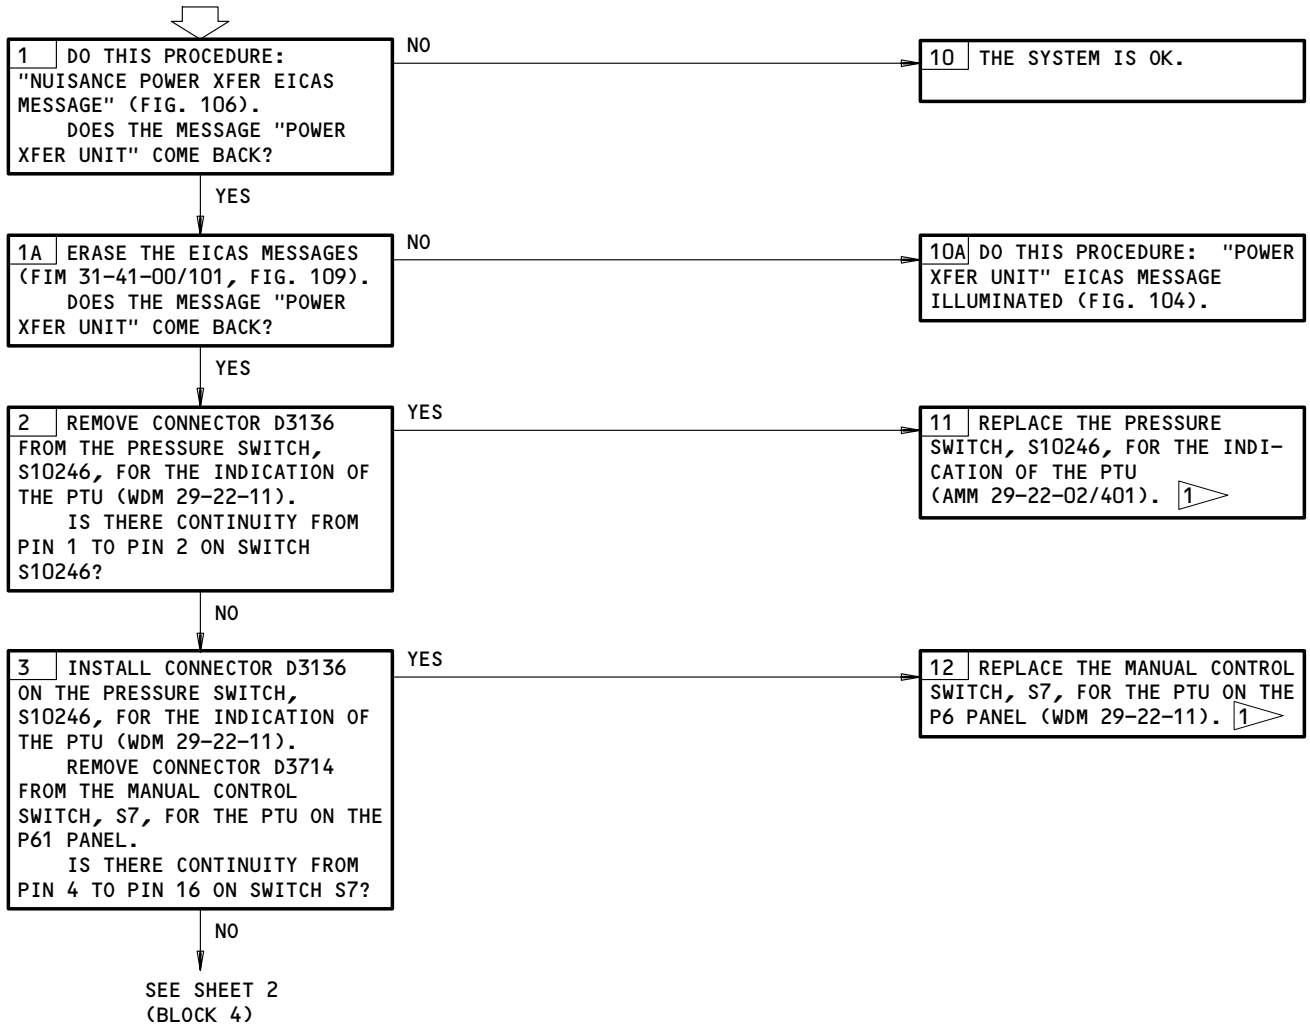 1 DO THIS PROCEDURE:
"NUISANCE POWER XFER EICAS
MESSAGE" (FIG. 106).
DOES THE MESSAGE "POWER
XFER UNIT" COME BACK?
NO
10 THE SYSTEM IS OK.
YES
1A ERASE THE EICAS MESSAGES
(FIM 31-41-00/101, FIG. 109).
DOES THE MESSAGE "POWER
XFER UNIT" COME BACK?
NO
10A DO THIS PROCEDURE: "POWER
XFER UNIT" EICAS MESSAGE
ILLUMINATED (FIG. 104).
YES
2 REMOVE CONNECTOR D3136
FROM THE PRESSURE SWITCH,
S10246, FOR THE INDICATION OF
THE PTU (WDM 29-22-11).
IS THERE CONTINUITY FROM
PIN 1 TO PIN 2 ON SWITCH
S10246?
YES
11 REPLACE THE PRESSURE
SWITCH, S10246, FOR THE INDI-
CATION OF THE PTU
(AMM 29-22-02/401). 1
NO
3 INSTALL CONNECTOR D3136
ON THE PRESSURE SWITCH,
S10246, FOR THE INDICATION OF
THE PTU (WDM 29-22-11).
REMOVE CONNECTOR D3714
FROM THE MANUAL CONTROL
SWITCH, S7, FOR THE PTU ON THE
P61 PANEL.
IS THERE CONTINUITY FROM
PIN 4 TO PIN 16 ON SWITCH S7?
YES
12 REPLACE THE MANUAL CONTROL
SWITCH, S7, FOR THE PTU ON THE
P6 PANEL (WDM 29-22-11). 1
NO
SEE SHEET 2
(BLOCK 4)